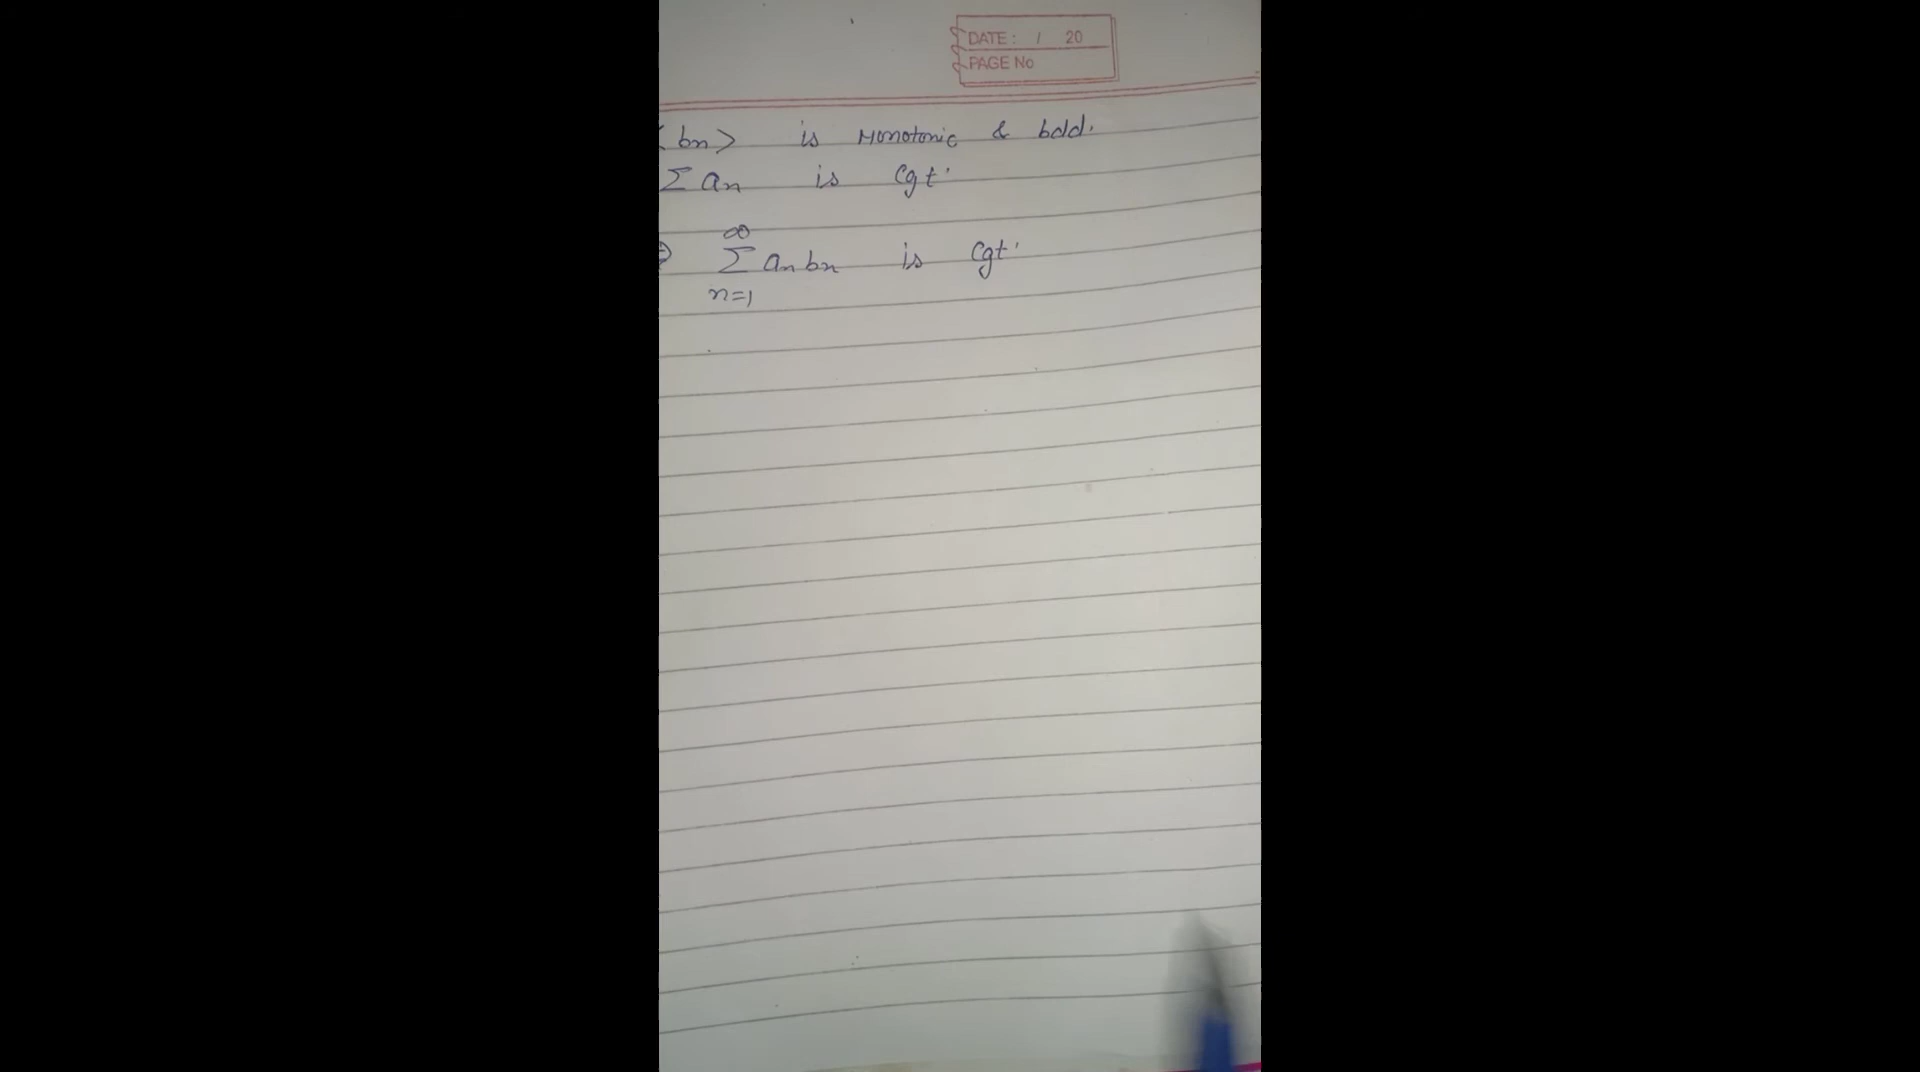 DATE : / 20
PAGE No
<bn> is Monotonic & bdd.
Σ an is Cgt.
⇒ ∞
Σ an bn is Cgt.
n=1